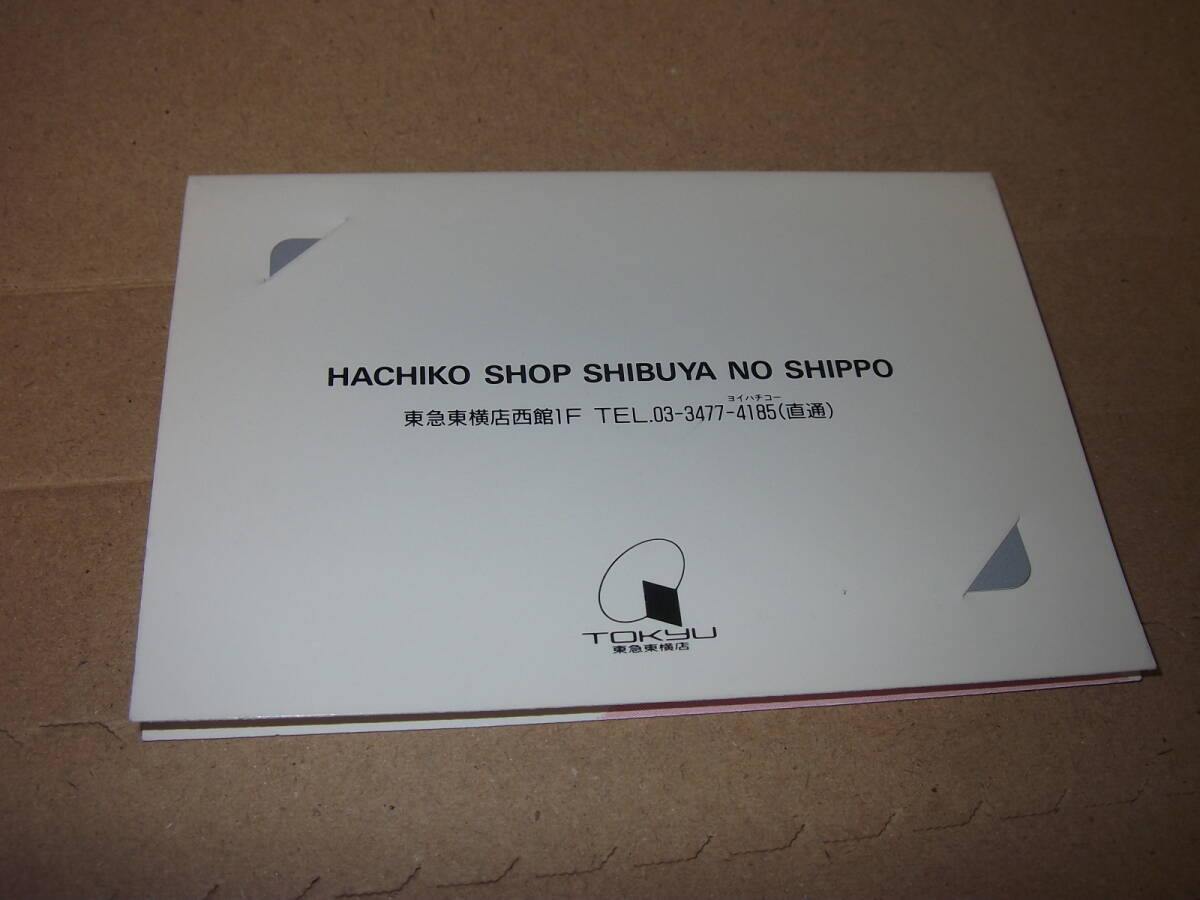 HACHIKO SHOP SHIBUYA NO SHIPPO
ヨイハチコー
東急東横店西館1F TEL.03-3477-4185(直通)
TOKYU
東急東横店